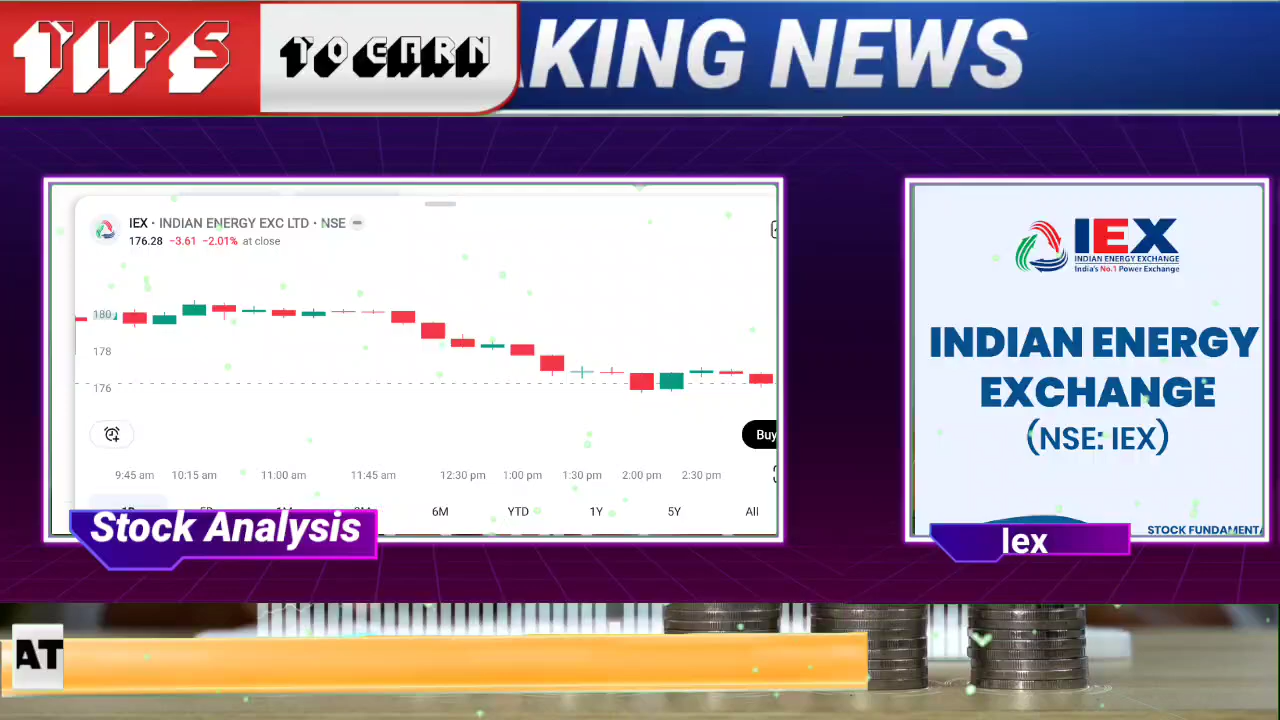 TIPS
TO EARN
AKING NEWS
IEX · INDIAN ENERGY EXC LTD · NSE
176.28 −3.61 −2.01% at close
180
178
176
Buy
9:45 am 10:15 am 11:00 am 11:45 am 12:30 pm 1:00 pm 1:30 pm 2:00 pm 2:30 pm
6M YTD 1Y 5Y All
Stock Analysis
IEX
INDIAN ENERGY EXCHANGE
India's No.1 Power Exchange
INDIAN ENERGY
EXCHANGE
(NSE: IEX)
STOCK FUNDAMENTA
Iex
AT